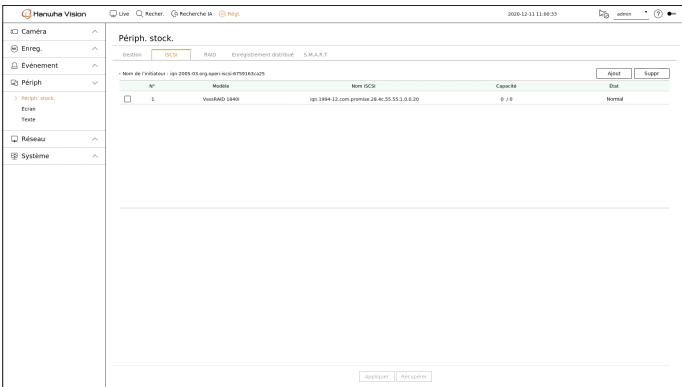 Hanwha Vision
Live Recher. Recherche IA Régl.
2020-12-11 11:00:33
admin
Caméra
Enreg.
Événement
Périph
Périph. stock.
Écran
Texte
Réseau
Système
Périph. stock.
Gestion iSCSI RAID Enregistrement distribué S.M.A.R.T
• Nom de l'initiateur : iqn.2005-03.org.open-iscsi-6759163ca25
Ajout Suppr
N° Modèle Nom iSCSI Capacité État
1 VessRAID 1840i iqn.1994-12.com.promise.29.4c.55.55.1.0.0.20 0 / 0 Normal
Appliquer Récupérer